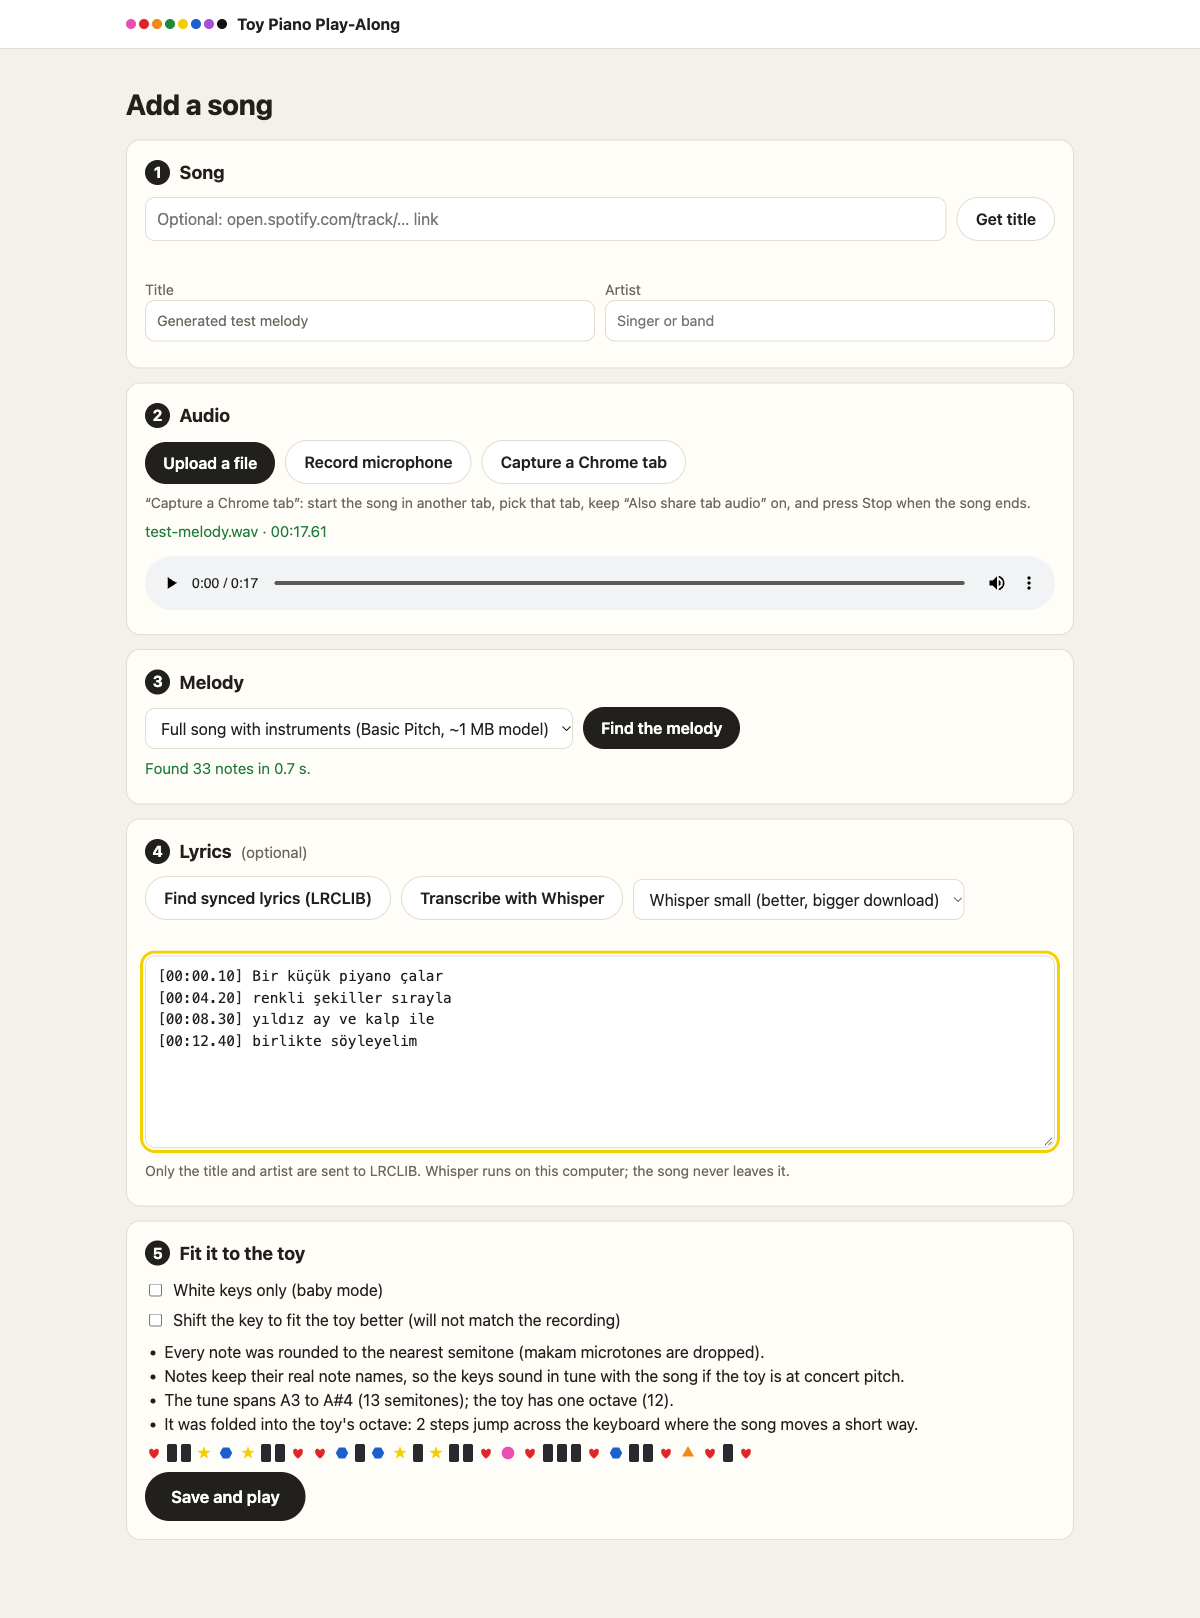 Toy Piano Play-Along
Add a song
1 Song
Optional: open.spotify.com/track/... link
Get title
Title
Artist
Generated test melody
Singer or band
2 Audio
Upload a file
Record microphone
Capture a Chrome tab
“Capture a Chrome tab”: start the song in another tab, pick that tab, keep “Also share tab audio” on, and press Stop when the song ends.
test-melody.wav · 00:17.61
0:00 / 0:17
3 Melody
Full song with instruments (Basic Pitch, ~1 MB model)
Find the melody
Found 33 notes in 0.7 s.
4 Lyrics (optional)
Find synced lyrics (LRCLIB)
Transcribe with Whisper
Whisper small (better, bigger download)
[00:00.10] Bir küçük piyano çalar
[00:04.20] renkli şekiller sırayla
[00:08.30] yıldız ay ve kalp ile
[00:12.40] birlikte söyleyelim
Only the title and artist are sent to LRCLIB. Whisper runs on this computer; the song never leaves it.
5 Fit it to the toy
White keys only (baby mode)
Shift the key to fit the toy better (will not match the recording)
• Every note was rounded to the nearest semitone (makam microtones are dropped).
• Notes keep their real note names, so the keys sound in tune with the song if the toy is at concert pitch.
• The tune spans A3 to A#4 (13 semitones); the toy has one octave (12).
• It was folded into the toy's octave: 2 steps jump across the keyboard where the song moves a short way.
Save and play